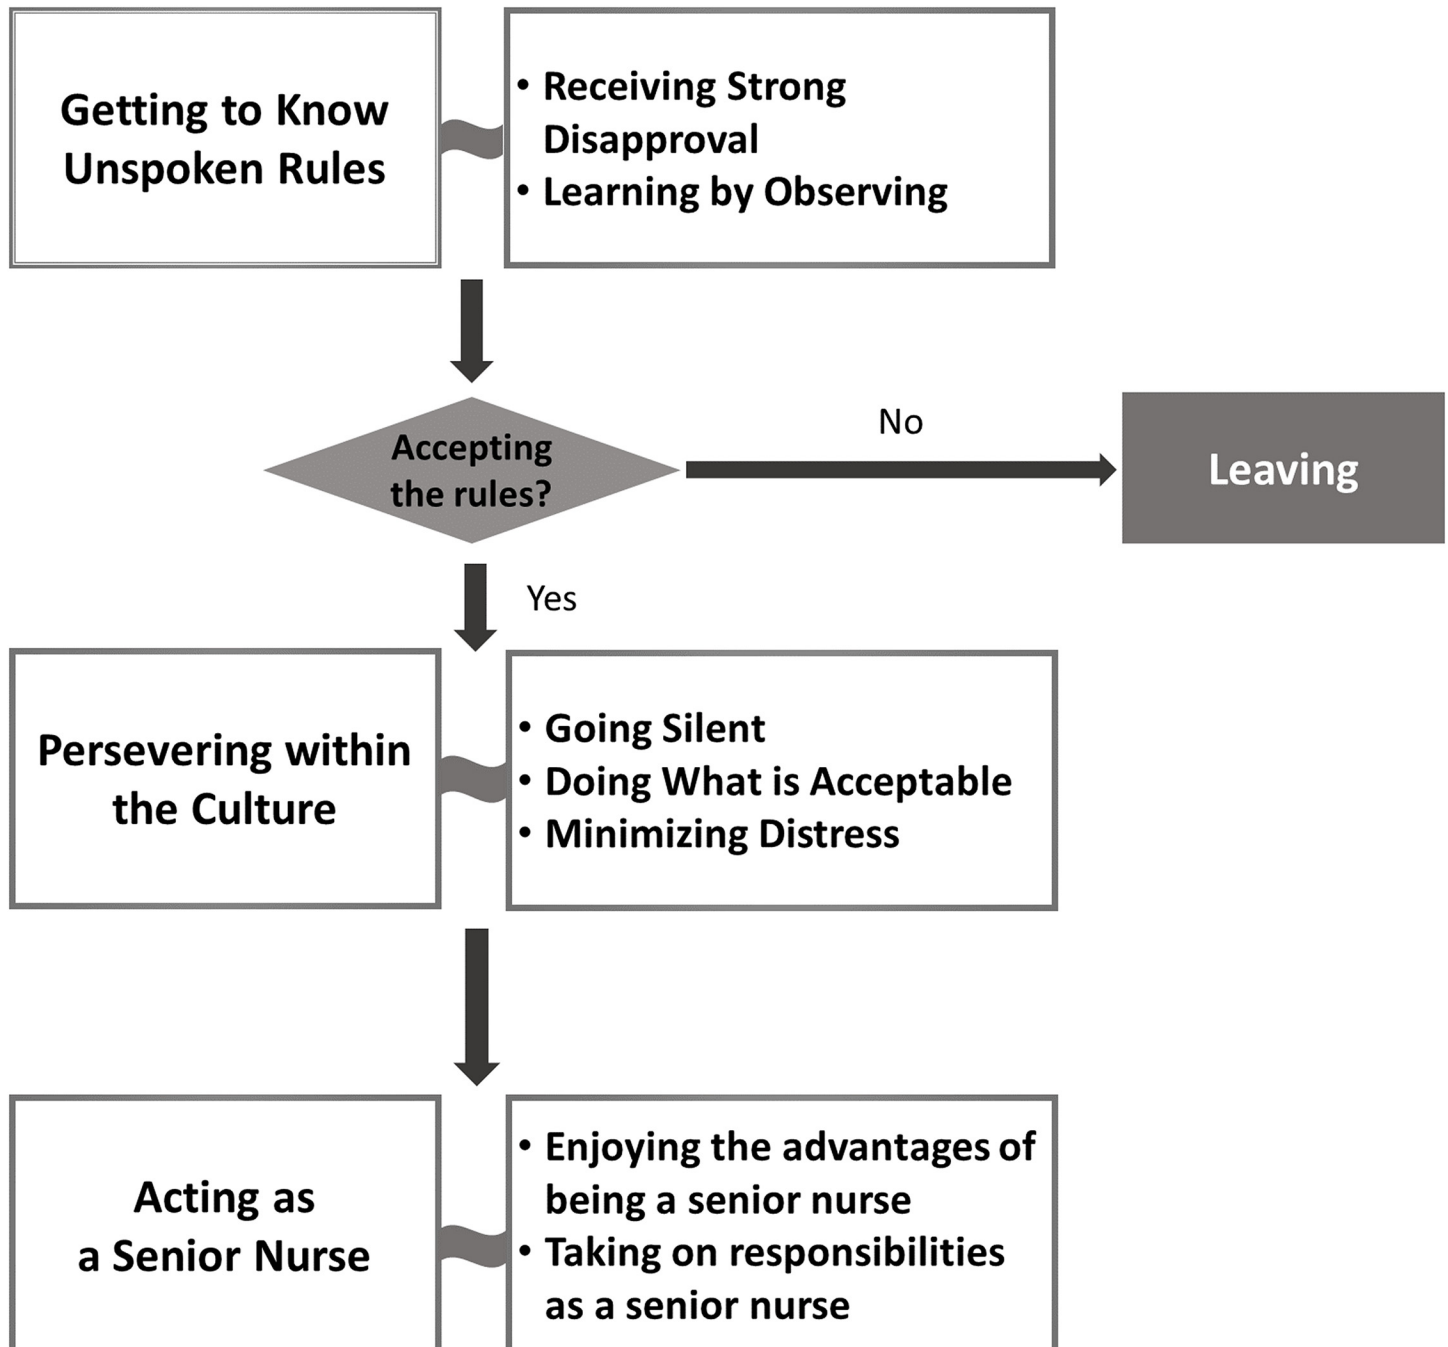 Getting to Know
Unspoken Rules
• Receiving Strong
Disapproval
• Learning by Observing
Accepting
the rules?
No
Leaving
Yes
Persevering within
the Culture
• Going Silent
• Doing What is Acceptable
• Minimizing Distress
Acting as
a Senior Nurse
• Enjoying the advantages of
being a senior nurse
• Taking on responsibilities
as a senior nurse